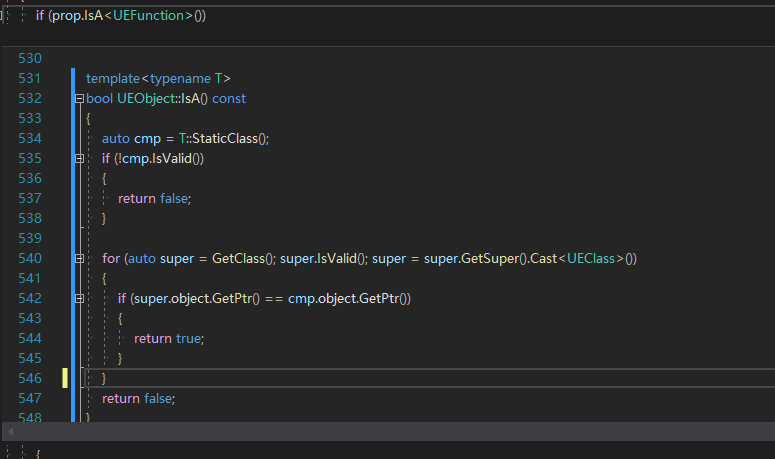 if (prop.IsA<UEFunction>())
530
531 template<typename T>
532 bool UEObject::IsA() const
533 {
534 auto cmp = T::StaticClass();
535 if (!cmp.IsValid())
536 {
537 return false;
538 }
539
540 for (auto super = GetClass(); super.IsValid(); super = super.GetSuper().Cast<UEClass>())
541 {
542 if (super.object.GetPtr() == cmp.object.GetPtr())
543 {
544 return true;
545 }
546 }
547 return false;
548 }
{